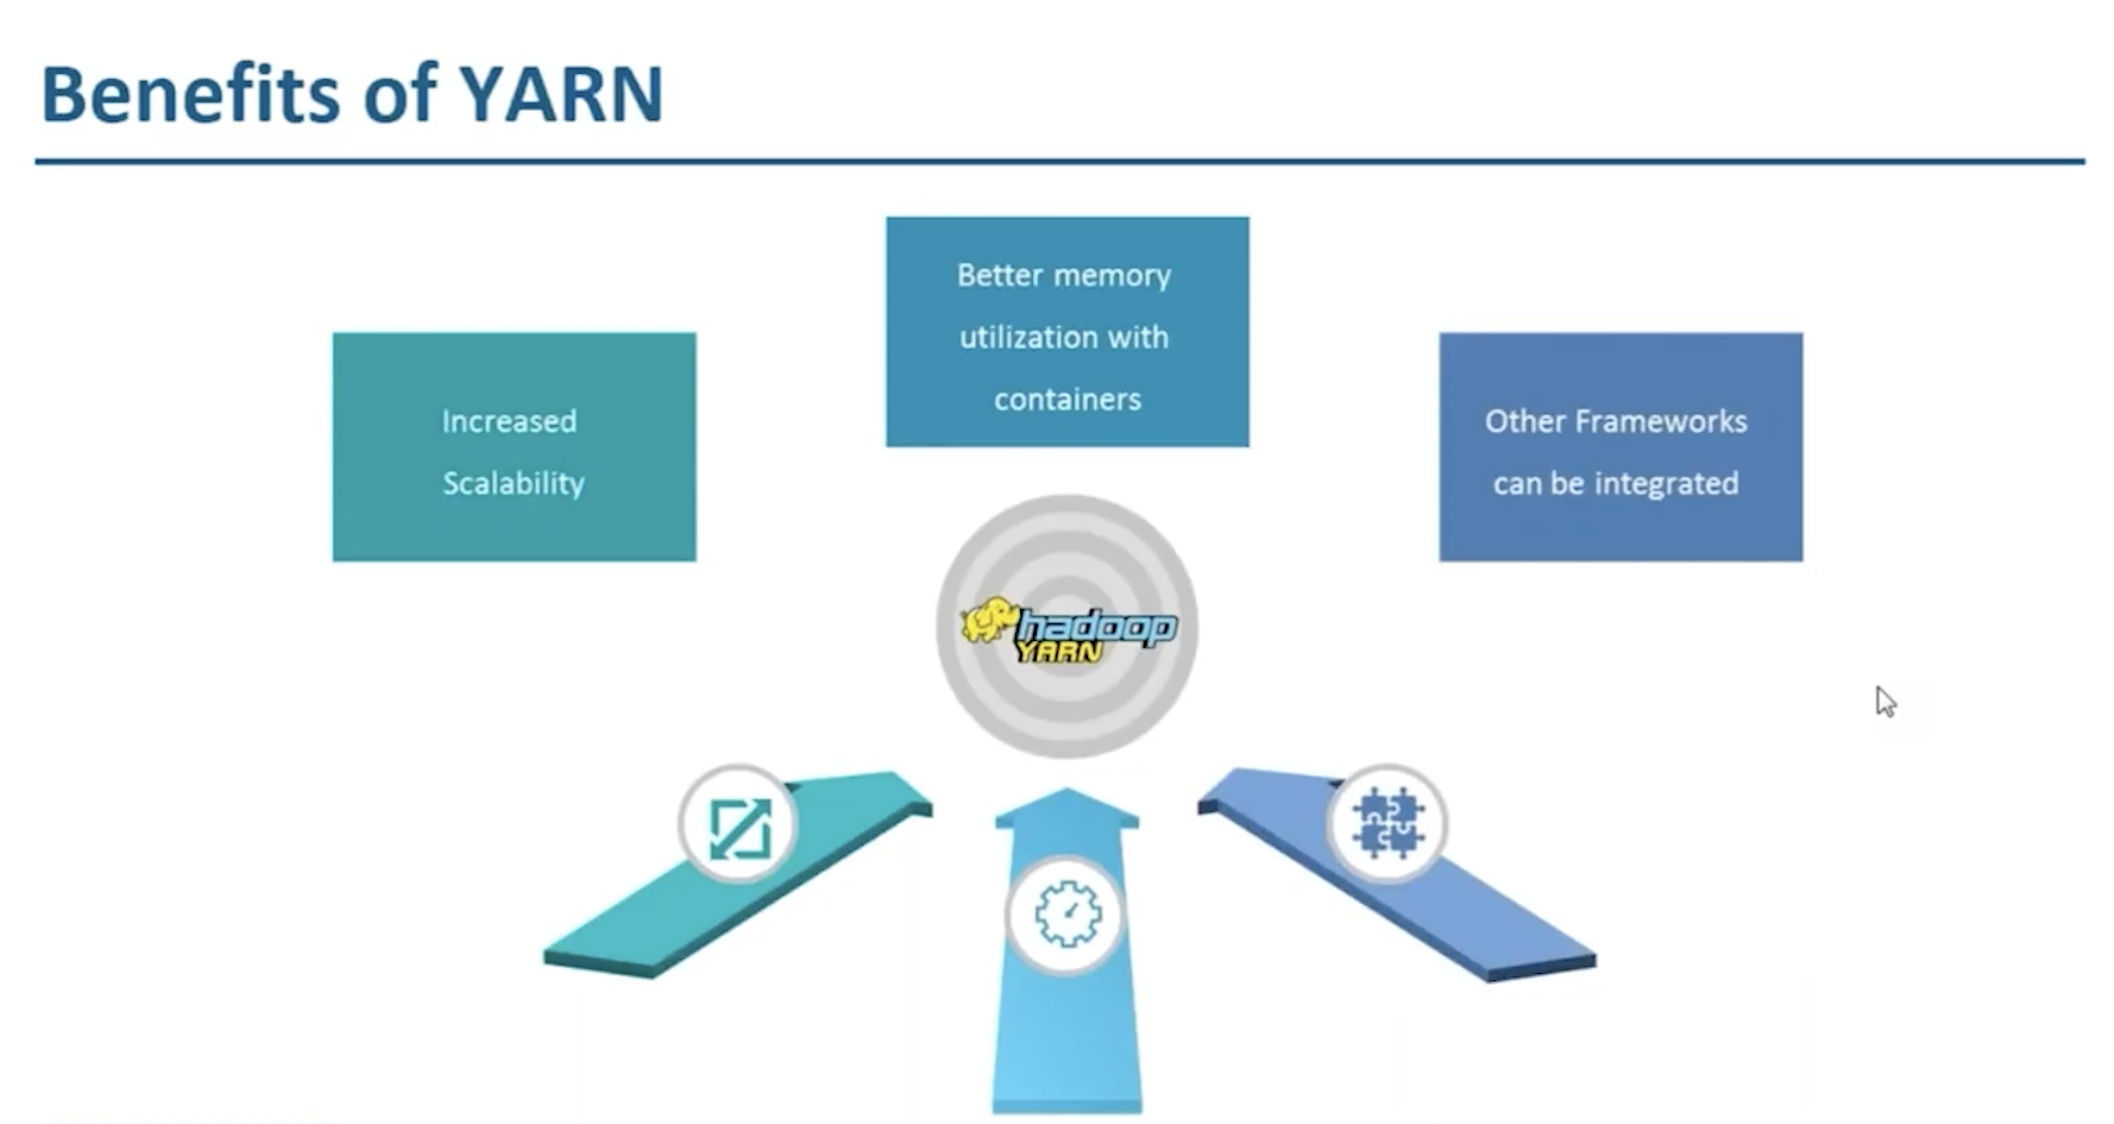 Benefits of YARN
Increased
Scalability
Better memory
utilization with
containers
Other Frameworks
can be integrated
hadoop
YARN